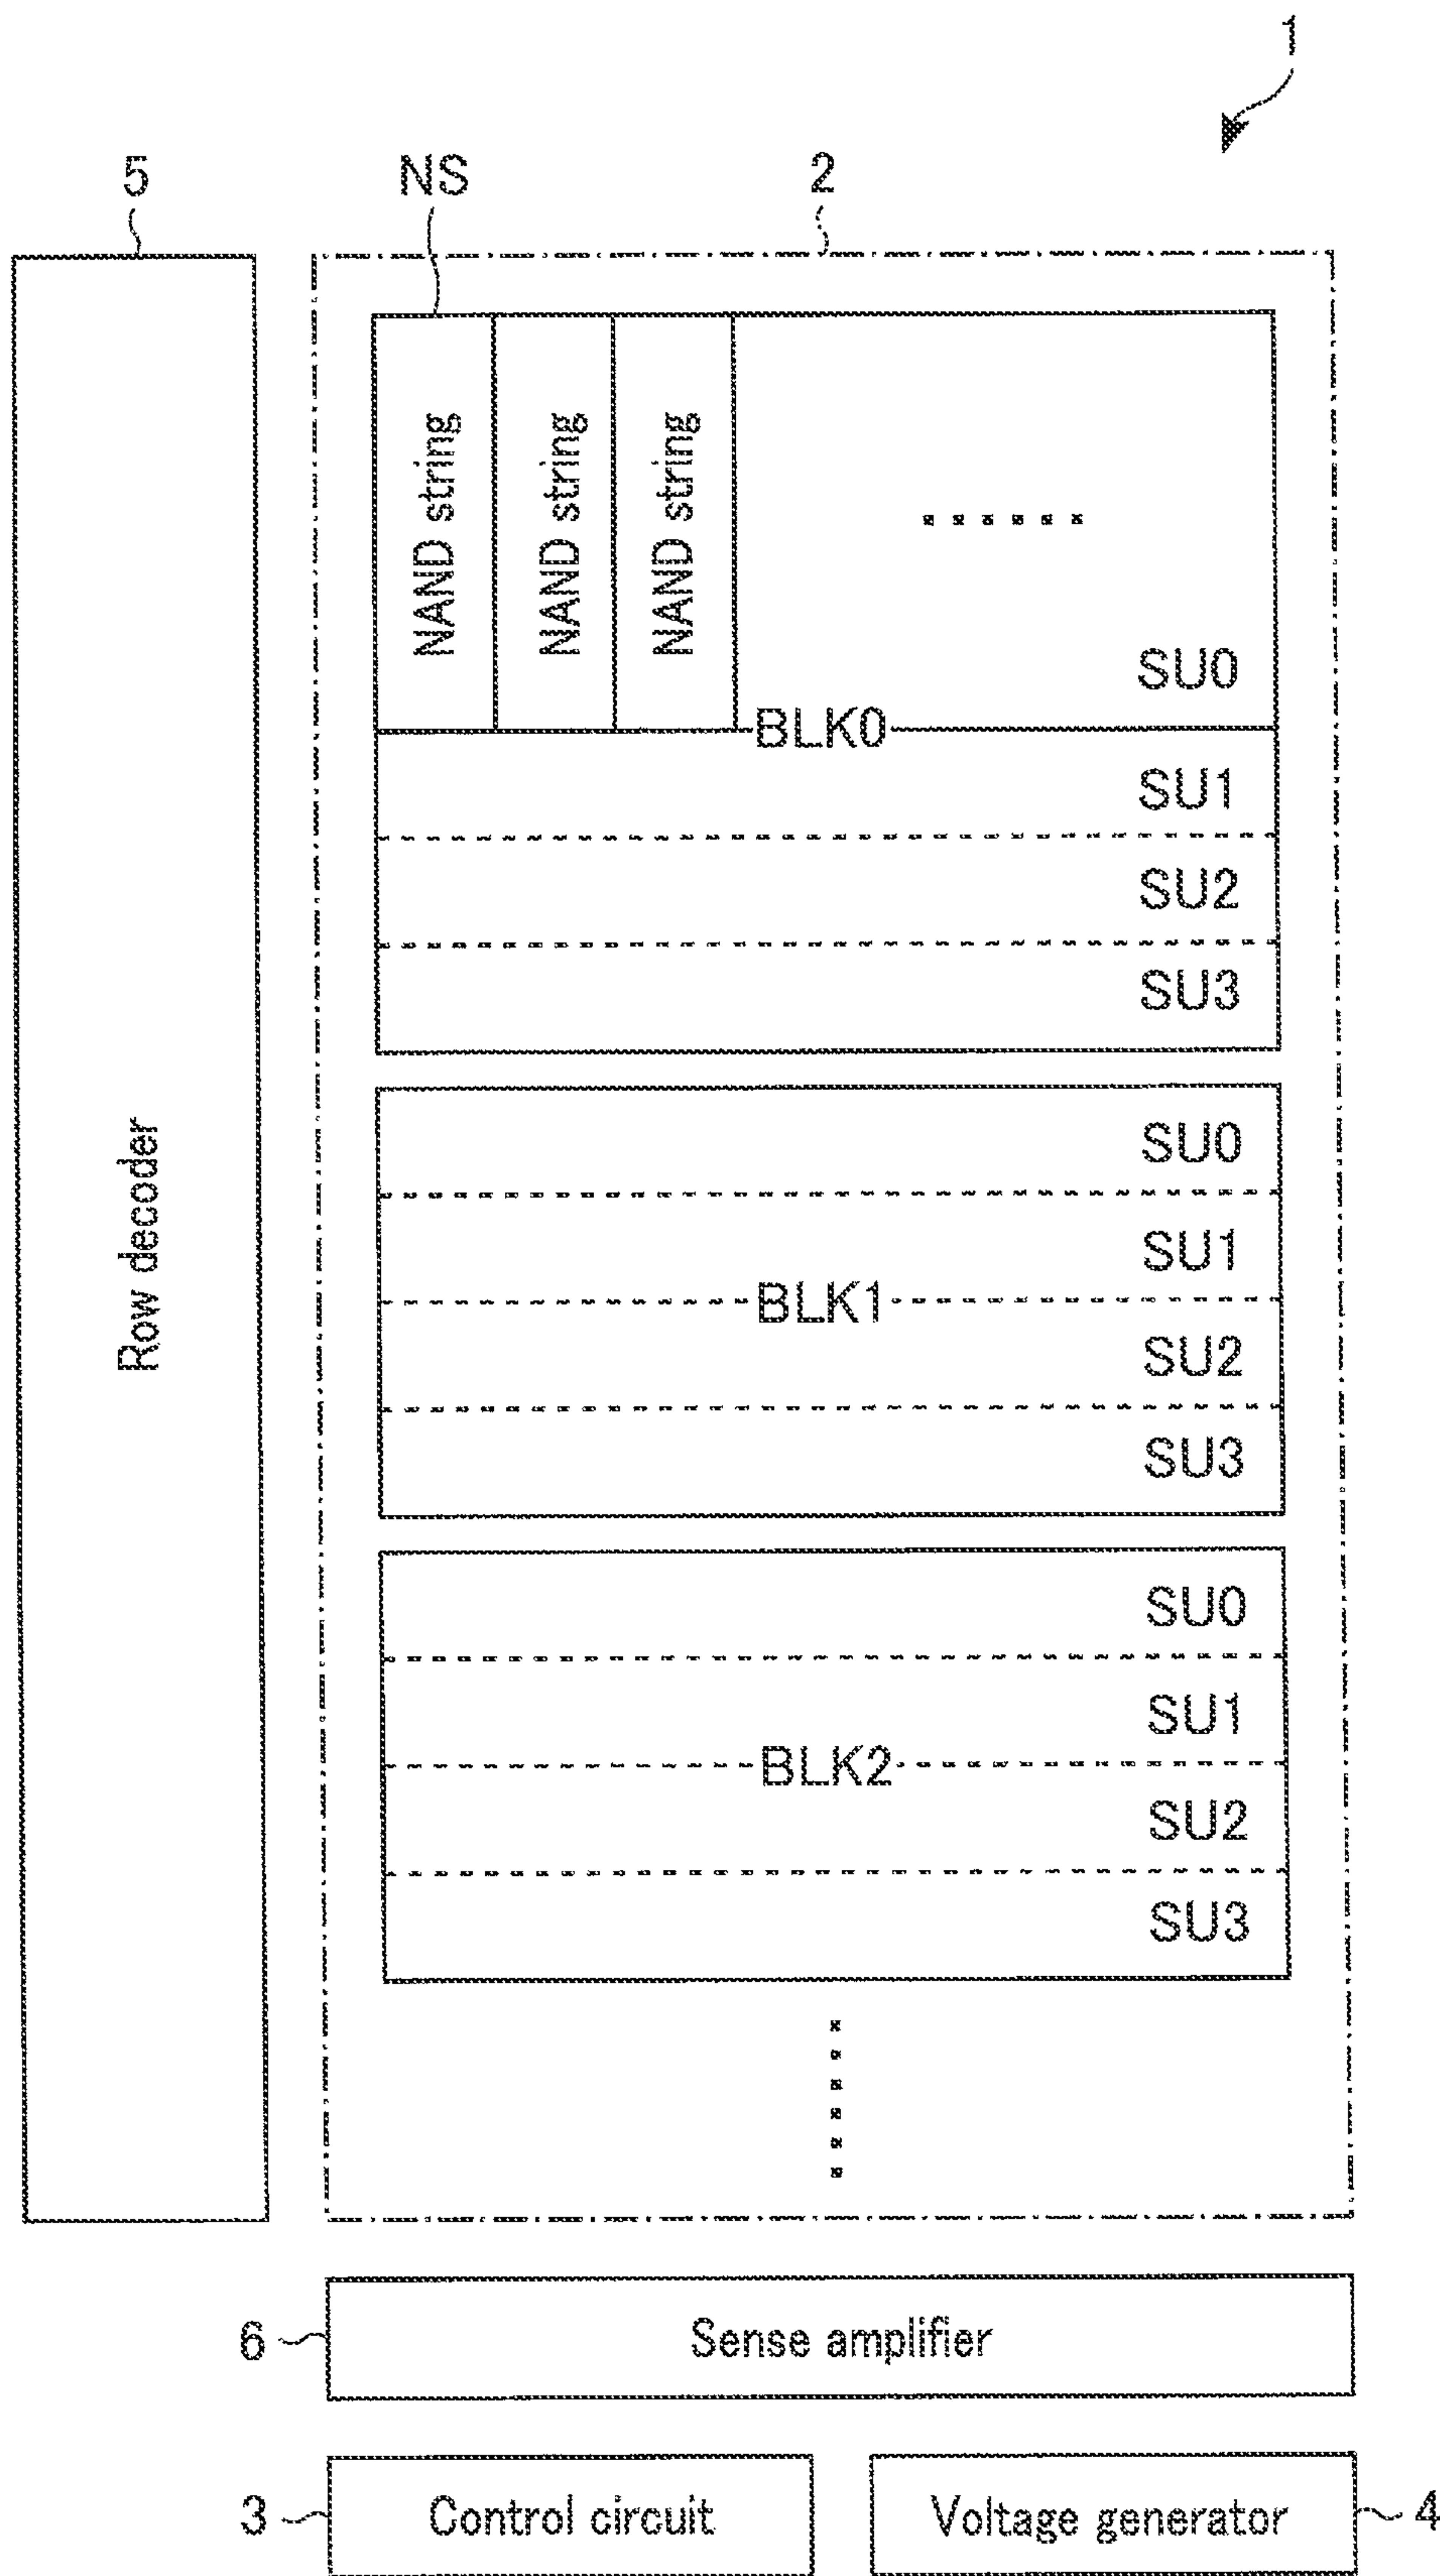 1
5
NS
2
NAND string
NAND string
NAND string
SU0
BLK0
SU1
SU2
SU3
Row decoder
SU0
SU1
BLK1
SU2
SU3
SU0
SU1
BLK2
SU2
SU3
6
Sense amplifier
3
Control circuit
Voltage generator
4